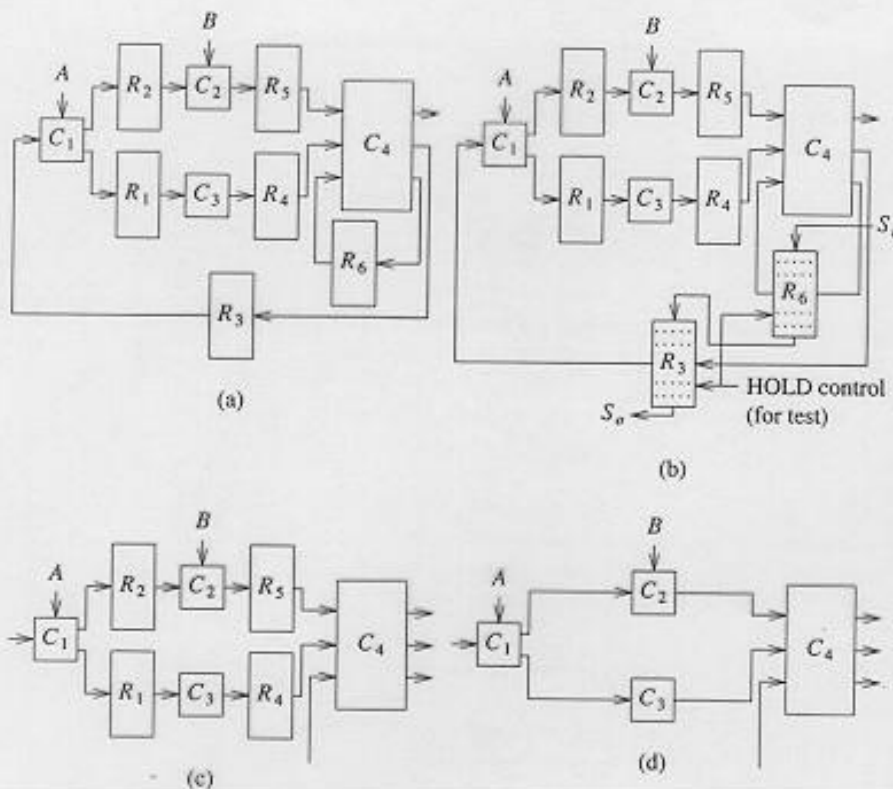 A
B
R₂
C₂
R₅
C₁
C₄
R₁
C₃
R₄
R₆
R₃
(a)
A
B
R₂
C₂
R₅
C₁
C₄
R₁
C₃
R₄
R₆
R₃
HOLD control
(for test)
Sₒ
(b)
A
B
R₂
C₂
R₅
C₁
C₄
R₁
C₃
R₄
(c)
A
B
C₂
C₁
C₄
C₃
(d)